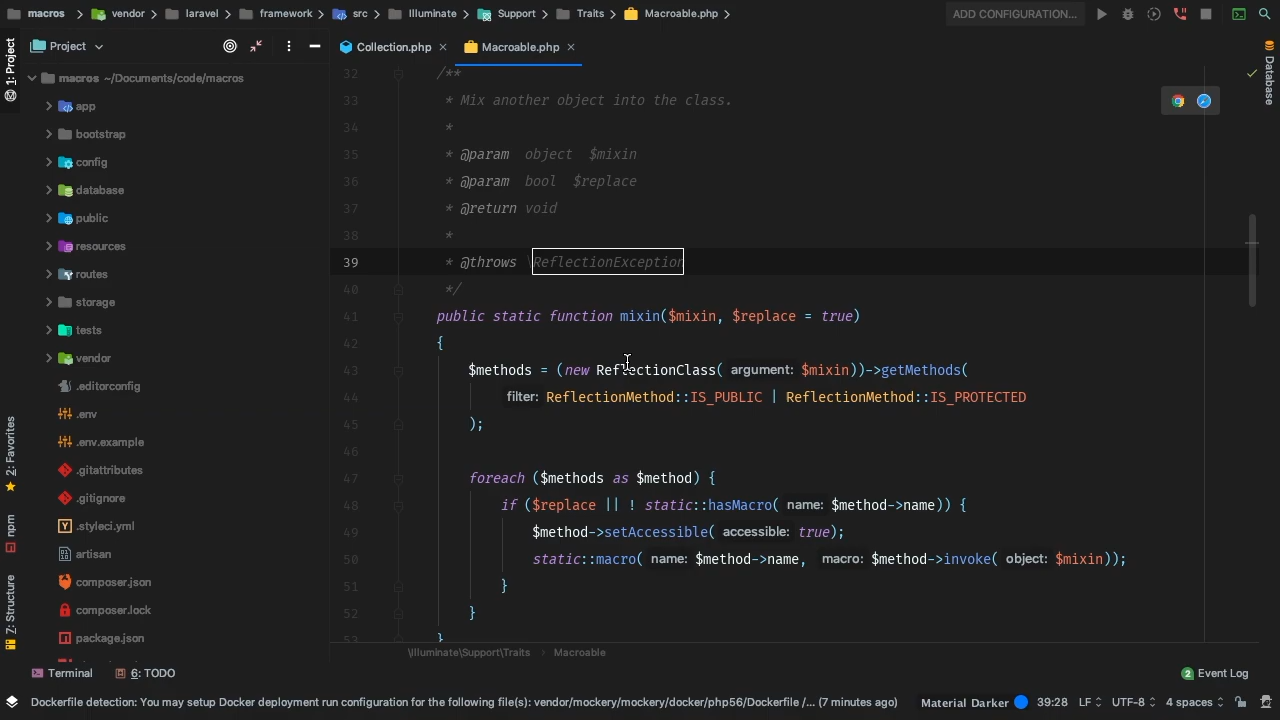 macros > vendor > laravel > framework > src > Illuminate > Support > Traits > Macroable.php >
ADD CONFIGURATION...
1: Project
Project
Collection.php
Macroable.php
Database
macros ~/Documents/code/macros
app
bootstrap
config
database
public
resources
routes
storage
tests
vendor
.editorconfig
.env
.env.example
.gitattributes
.gitignore
.styleci.yml
artisan
composer.json
composer.lock
package.json
2: Favorites
npm
7: Structure
32 /**
33 * Mix another object into the class.
34 *
35 * @param  object  $mixin
36 * @param  bool  $replace
37 * @return void
38 *
39 * @throws \ReflectionException
40 */
41 public static function mixin($mixin, $replace = true)
42 {
43 $methods = (new ReflectionClass( argument: $mixin))->getMethods(
44 filter: ReflectionMethod::IS_PUBLIC | ReflectionMethod::IS_PROTECTED
45 );
46
47 foreach ($methods as $method) {
48 if ($replace || ! static::hasMacro( name: $method->name)) {
49 $method->setAccessible( accessible: true);
50 static::macro( name: $method->name,  macro: $method->invoke( object: $mixin));
51 }
52 }
53 }
\Illuminate\Support\Traits > Macroable
Terminal
6: TODO
2 Event Log
Dockerfile detection: You may setup Docker deployment run configuration for the following file(s): vendor/mockery/mockery/docker/php56/Dockerfile /... (7 minutes ago)
Material Darker
39:28
LF
UTF-8
4 spaces